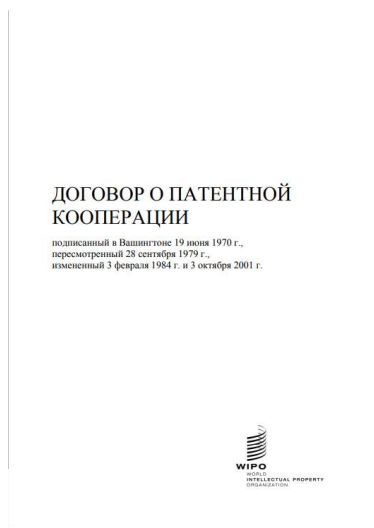 ДОГОВОР О ПАТЕНТНОЙ
КООПЕРАЦИИ
подписанный в Вашингтоне 19 июня 1970 г.,
пересмотренный 28 сентября 1979 г.,
измененный 3 февраля 1984 г. и 3 октября 2001 г.
WIPO
WORLD
INTELLECTUAL PROPERTY
ORGANIZATION